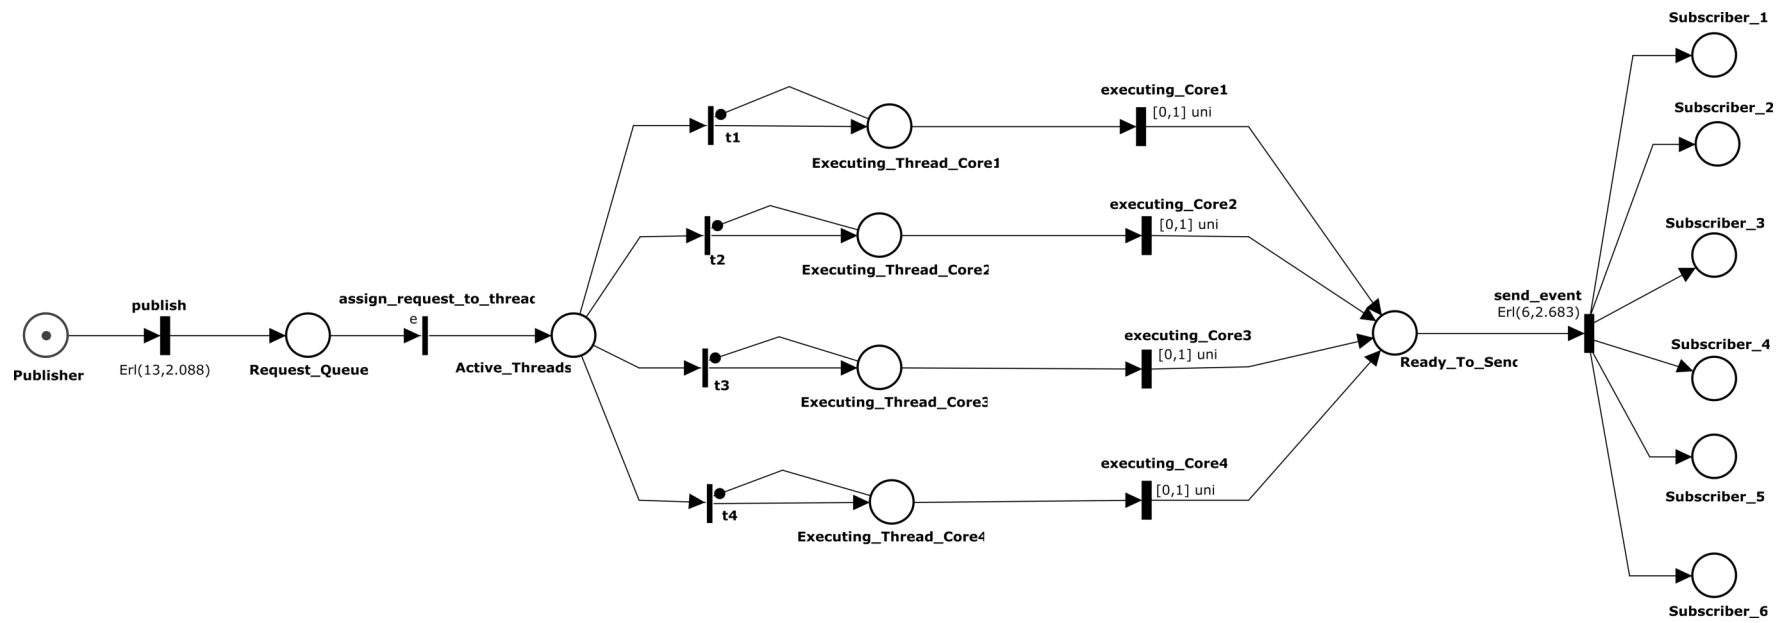 Publisher
publish
Erl(13,2.088)
Request_Queue
assign_request_to_threac
e
Active_Threads
t1
Executing_Thread_Core1
executing_Core1
[0,1] uni
t2
Executing_Thread_Core2
executing_Core2
[0,1] uni
t3
Executing_Thread_Core3
executing_Core3
[0,1] uni
t4
Executing_Thread_Core4
executing_Core4
[0,1] uni
Ready_To_Senc
send_event
Erl(6,2.683)
Subscriber_1
Subscriber_2
Subscriber_3
Subscriber_4
Subscriber_5
Subscriber_6